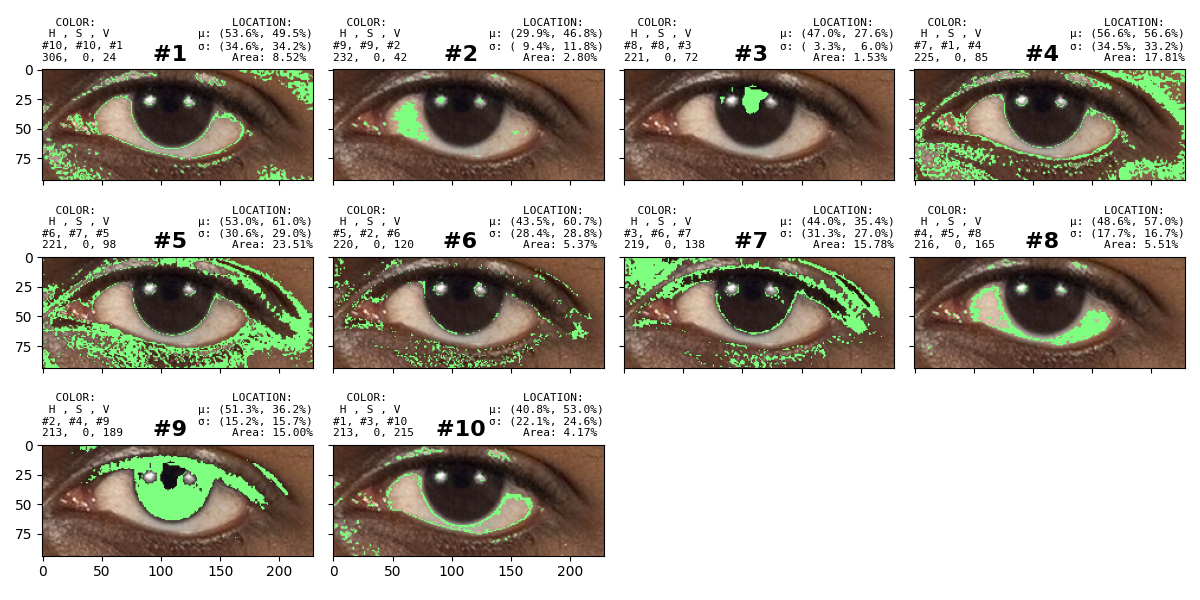 COLOR: LOCATION:
H , S , V μ: (53.6%, 49.5%)
#10, #10, #1 #1 σ: (34.6%, 34.2%)
306, 0, 24 Area: 8.52%
COLOR: LOCATION:
H , S , V μ: (29.9%, 46.8%)
#9, #9, #2 #2 σ: ( 9.4%, 11.8%)
232, 0, 42 Area: 2.80%
COLOR: LOCATION:
H , S , V μ: (47.0%, 27.6%)
#8, #8, #3 #3 σ: ( 3.3%, 6.0%)
221, 0, 72 Area: 1.53%
COLOR: LOCATION:
H , S , V μ: (56.6%, 56.6%)
#7, #1, #4 #4 σ: (34.5%, 33.2%)
225, 0, 85 Area: 17.81%
0
25
50
75
COLOR: LOCATION:
H , S , V μ: (53.0%, 61.0%)
#6, #7, #5 #5 σ: (30.6%, 29.0%)
221, 0, 98 Area: 23.51%
COLOR: LOCATION:
H , S , V μ: (43.5%, 60.7%)
#5, #2, #6 #6 σ: (28.4%, 28.8%)
220, 0, 120 Area: 5.37%
COLOR: LOCATION:
H , S , V μ: (44.0%, 35.4%)
#3, #6, #7 #7 σ: (31.3%, 27.0%)
219, 0, 138 Area: 15.78%
COLOR: LOCATION:
H , S , V μ: (48.6%, 57.0%)
#4, #5, #8 #8 σ: (17.7%, 16.7%)
216, 0, 165 Area: 5.51%
0
25
50
75
COLOR: LOCATION:
H , S , V μ: (51.3%, 36.2%)
#2, #4, #9 #9 σ: (15.2%, 15.7%)
213, 0, 189 Area: 15.00%
COLOR: LOCATION:
H , S , V μ: (40.8%, 53.0%)
#1, #3, #10 #10 σ: (22.1%, 24.6%)
213, 0, 215 Area: 4.17%
0
25
50
75
0 50 100 150 200
0 50 100 150 200